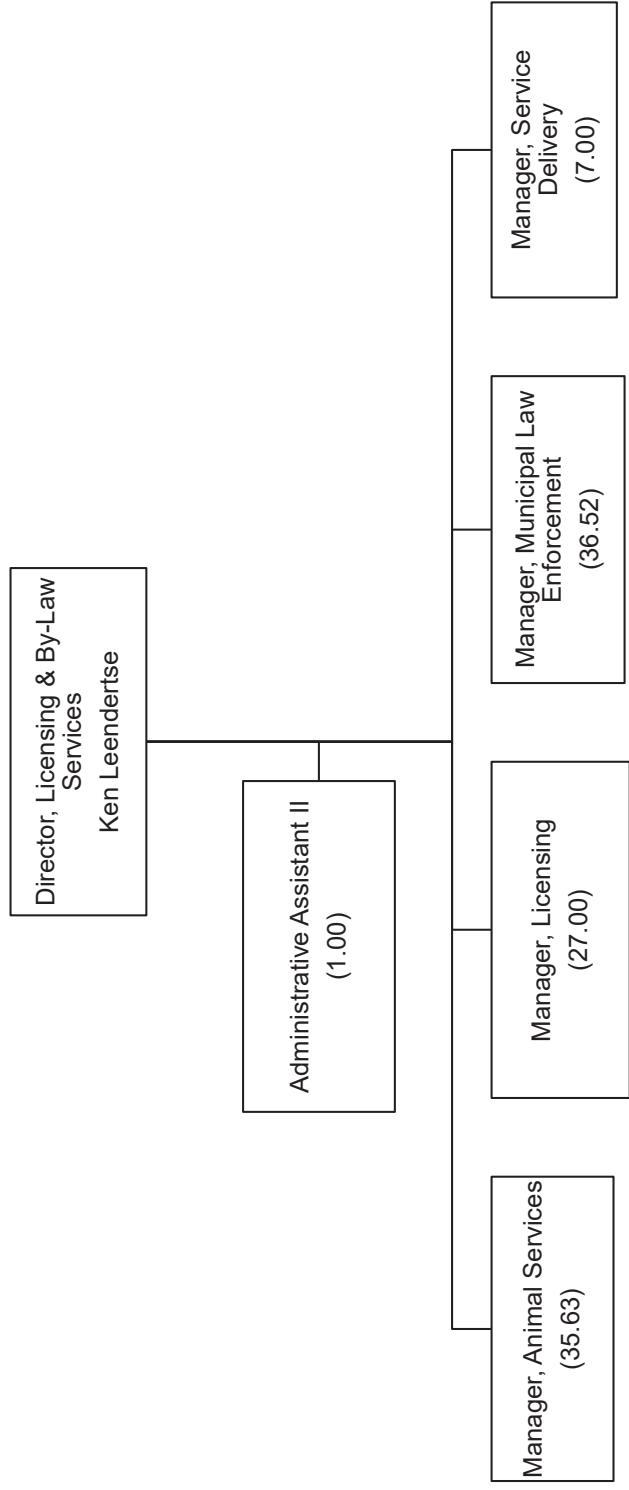 Director, Licensing & By-Law
Services
Ken Leendertse
Administrative Assistant II
(1.00)
Manager, Animal Services
(35.63)
Manager, Licensing
(27.00)
Manager, Municipal Law
Enforcement
(36.52)
Manager, Service
Delivery
(7.00)